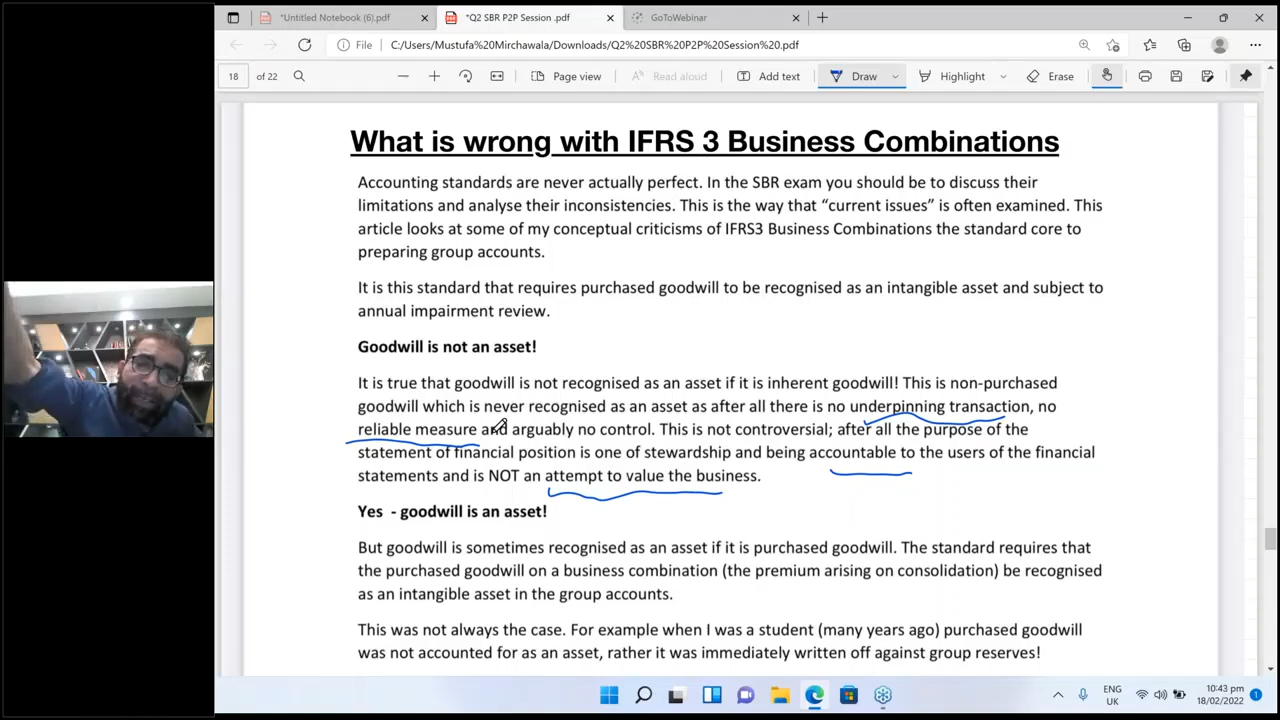 *Untitled Notebook (6).pdf
*Q2 SBR P2P Session .pdf
GoToWebinar
File
C:/Users/Mustufa%20Mirchawala/Downloads/Q2%20SBR%20P2P%20Session%20.pdf
18 of 22
Page view
Read aloud
Add text
Draw
Highlight
Erase
What is wrong with IFRS 3 Business Combinations
Accounting standards are never actually perfect. In the SBR exam you should be to discuss their
limitations and analyse their inconsistencies. This is the way that “current issues” is often examined. This
article looks at some of my conceptual criticisms of IFRS3 Business Combinations the standard core to
preparing group accounts.
It is this standard that requires purchased goodwill to be recognised as an intangible asset and subject to
annual impairment review.
Goodwill is not an asset!
It is true that goodwill is not recognised as an asset if it is inherent goodwill! This is non-purchased
goodwill which is never recognised as an asset as after all there is no underpinning transaction, no
reliable measure and arguably no control. This is not controversial; after all the purpose of the
statement of financial position is one of stewardship and being accountable to the users of the financial
statements and is NOT an attempt to value the business.
Yes - goodwill is an asset!
But goodwill is sometimes recognised as an asset if it is purchased goodwill. The standard requires that
the purchased goodwill on a business combination (the premium arising on consolidation) be recognised
as an intangible asset in the group accounts.
This was not always the case. For example when I was a student (many years ago) purchased goodwill
was not accounted for as an asset, rather it was immediately written off against group reserves!
ENG
UK
10:43 pm
18/02/2022
1